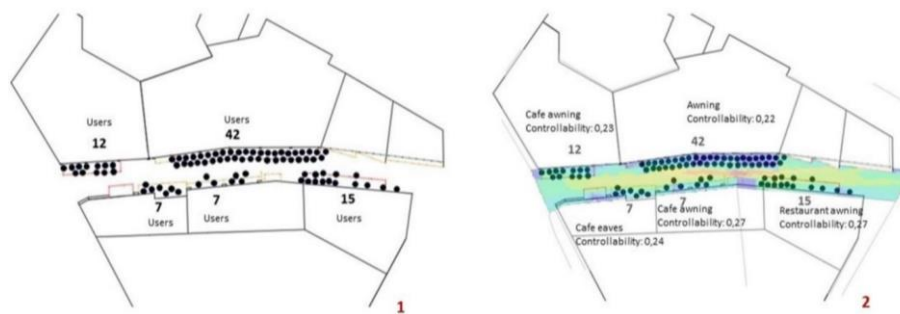 Users
12
Users
42
7
Users
7
Users
15
Users
1
Cafe awning
Controllability: 0,23
12
Awning
Controllability: 0,22
42
7
Cafe eaves
Controllability: 0,24
7
Cafe awning
Controllability: 0,27
15
Restaurant awning
Controllability: 0,27
2